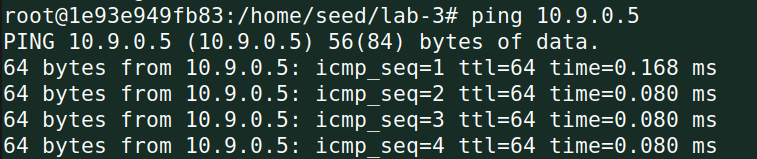 root@1e93e949fb83:/home/seed/lab-3# ping 10.9.0.5
PING 10.9.0.5 (10.9.0.5) 56(84) bytes of data.
64 bytes from 10.9.0.5: icmp_seq=1 ttl=64 time=0.168 ms
64 bytes from 10.9.0.5: icmp_seq=2 ttl=64 time=0.080 ms
64 bytes from 10.9.0.5: icmp_seq=3 ttl=64 time=0.080 ms
64 bytes from 10.9.0.5: icmp_seq=4 ttl=64 time=0.080 ms